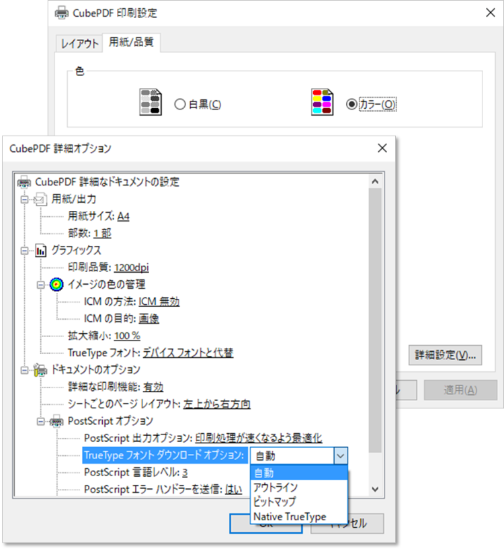 CubePDF 印刷設定
レイアウト 用紙/品質
色
白黒(C) カラー(O)
CubePDF 詳細オプション
CubePDF 詳細なドキュメントの設定
用紙/出力
用紙サイズ: A4
部数: 1 部
グラフィックス
印刷品質: 1200dpi
イメージの色の管理
ICM の方法: ICM 無効
ICM の目的: 画像
拡大縮小: 100 %
TrueType フォント: デバイス フォントと代替
詳細設定(V)...
ドキュメントのオプション
適用(A)
詳細な印刷機能: 有効
シートごとのページ レイアウト: 左上から右方向
PostScript オプション
PostScript 出力オプション: 印刷処理が速くなるよう最適化
TrueType フォント ダウンロード オプション: 自動
PostScript 言語レベル: 3
PostScript エラー ハンドラーを送信: はい
自動
アウトライン
ビットマップ
Native TrueType